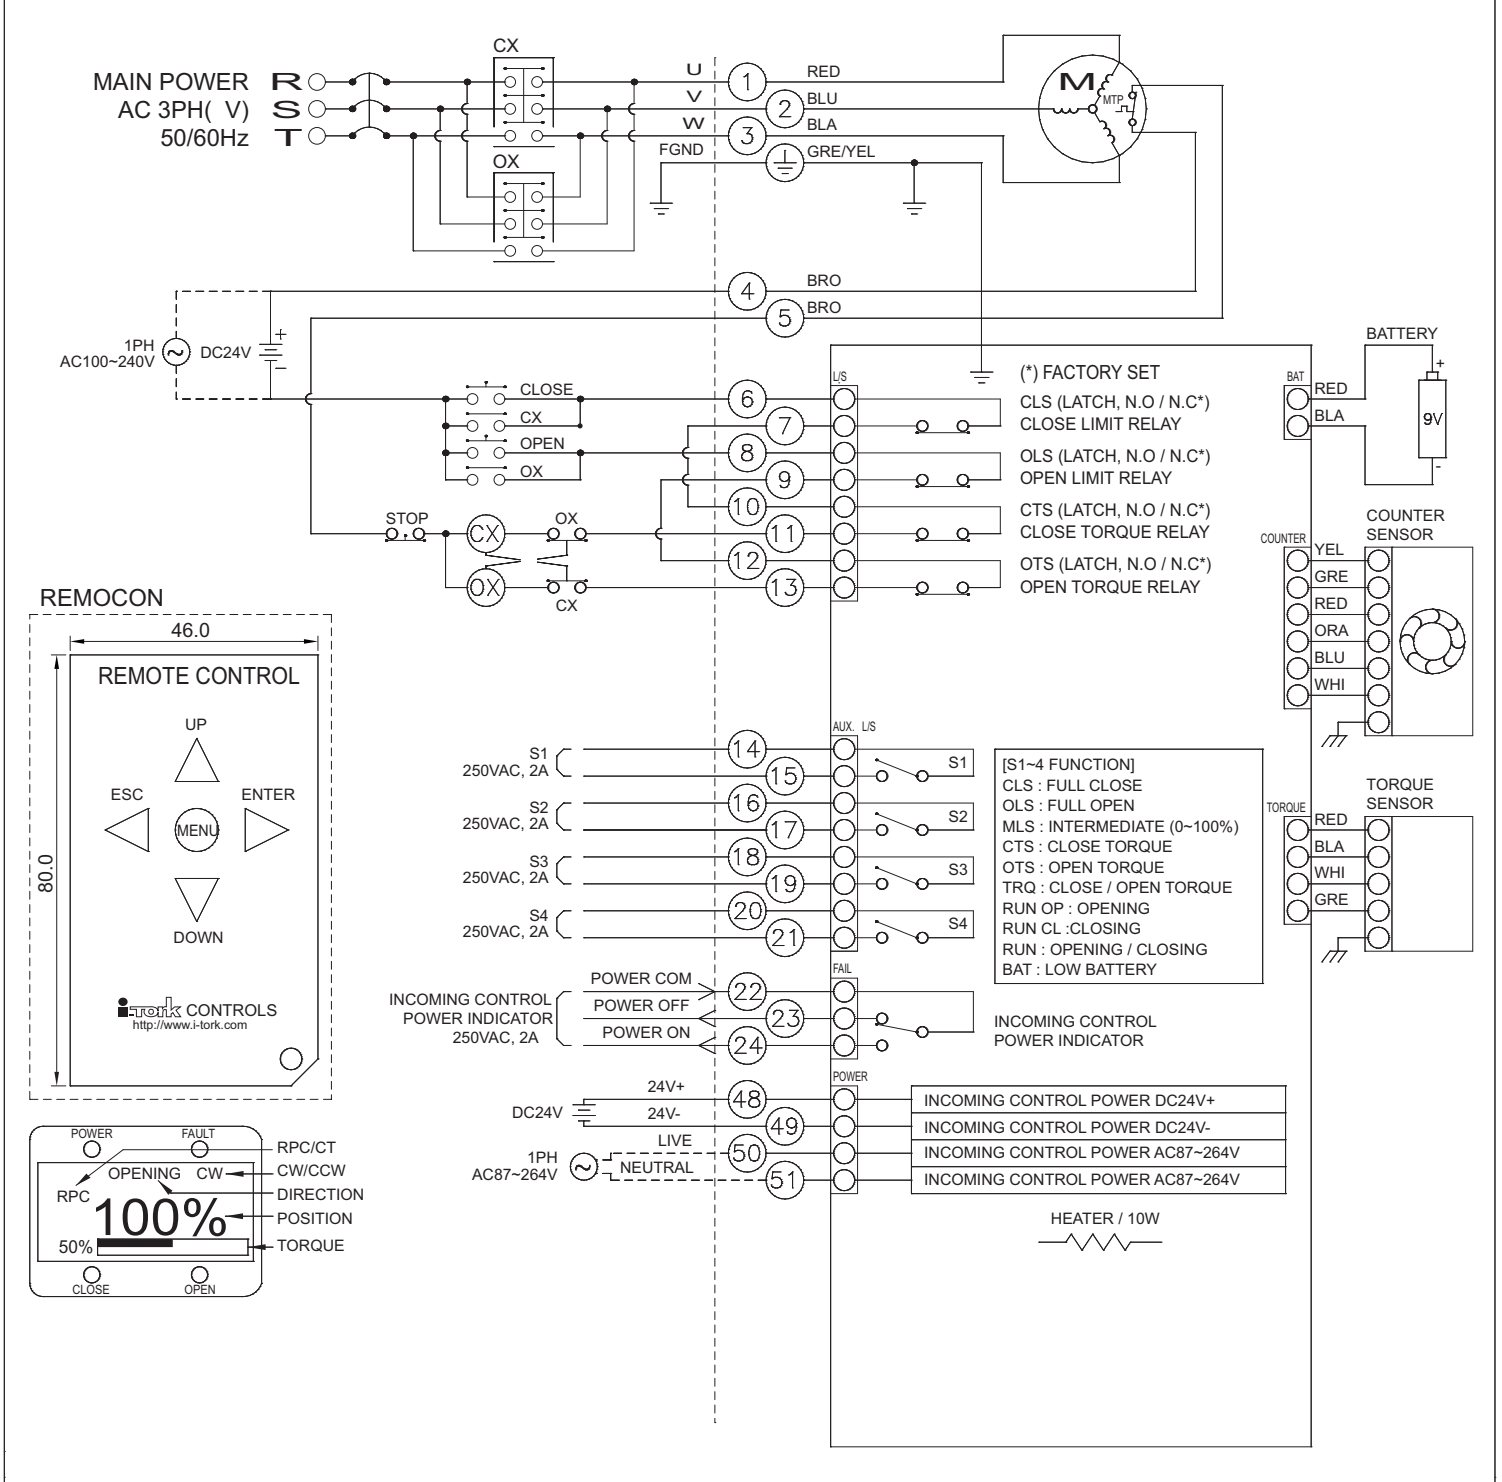 CX
MAIN POWER R
AC 3PH( V) S
50/60Hz T
U 1 RED
V 2 BLU
W 3 BLA
FGND GRE/YEL
M
MTP
OX
4 BRO
5 BRO
1PH
AC100~240V
DC24V
+
-
CLOSE
CX
OPEN
OX
STOP
CX
OX
OX
CX
6
7
8
9
10
11
12
13
L/S
(*) FACTORY SET
CLS (LATCH, N.O / N.C*)
CLOSE LIMIT RELAY
OLS (LATCH, N.O / N.C*)
OPEN LIMIT RELAY
CTS (LATCH, N.O / N.C*)
CLOSE TORQUE RELAY
OTS (LATCH, N.O / N.C*)
OPEN TORQUE RELAY
BATTERY
BAT
RED
BLA
+
9V
-
COUNTER
SENSOR
COUNTER
YEL
GRE
RED
ORA
BLU
WHI
REMOCON
46.0
80.0
REMOTE CONTROL
UP
ESC
ENTER
MENU
DOWN
i-Tork CONTROLS
http://www.i-tork.com
AUX. L/S
S1
250VAC, 2A
14
15
S1
S2
250VAC, 2A
16
17
S2
S3
250VAC, 2A
18
19
S3
S4
250VAC, 2A
20
21
S4
[S1~4 FUNCTION]
CLS : FULL CLOSE
OLS : FULL OPEN
MLS : INTERMEDIATE (0~100%)
CTS : CLOSE TORQUE
OTS : OPEN TORQUE
TRQ : CLOSE / OPEN TORQUE
RUN OP : OPENING
RUN CL :CLOSING
RUN : OPENING / CLOSING
BAT : LOW BATTERY
TORQUE
SENSOR
TORQUE
RED
BLA
WHI
GRE
FAIL
INCOMING CONTROL
POWER INDICATOR
250VAC, 2A
POWER COM 22
POWER OFF 23
POWER ON 24
INCOMING CONTROL
POWER INDICATOR
POWER
DC24V
24V+ 48
24V- 49
1PH
AC87~264V
LIVE 50
NEUTRAL 51
INCOMING CONTROL POWER DC24V+
INCOMING CONTROL POWER DC24V-
INCOMING CONTROL POWER AC87~264V
INCOMING CONTROL POWER AC87~264V
HEATER / 10W
POWER FAULT
OPENING CW
RPC
100%
50%
CLOSE OPEN
RPC/CT
CW/CCW
DIRECTION
POSITION
TORQUE